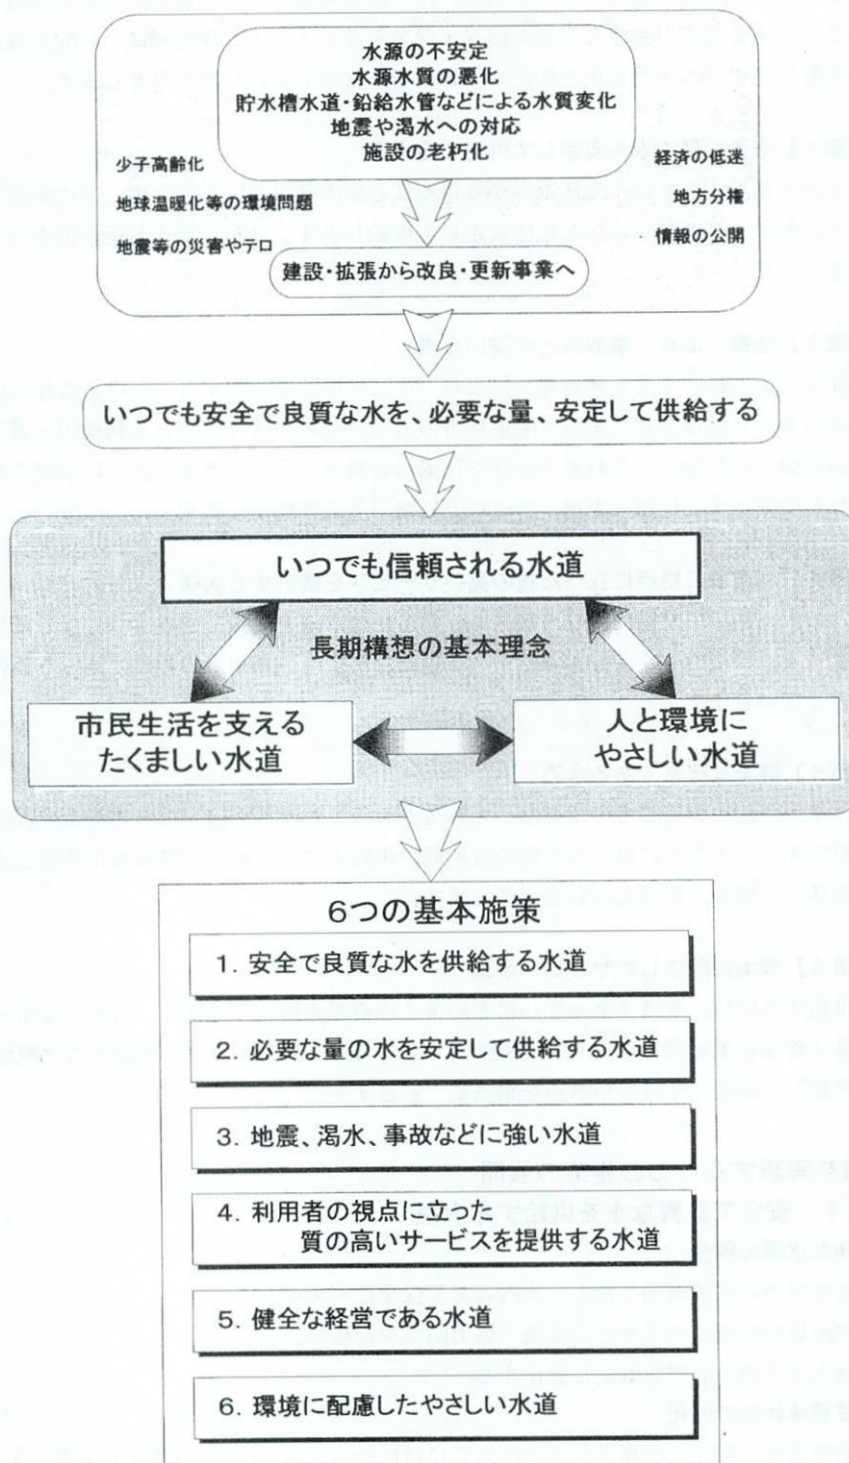 水源の不安定
水源水質の悪化
貯水槽水道・鉛給水管などによる水質変化
地震や渇水への対応
施設の老朽化
少子高齢化
地球温暖化等の環境問題
地震等の災害やテロ
経済の低迷
地方分権
情報の公開
建設・拡張から改良・更新事業へ
いつでも安全で良質な水を、必要な量、安定して供給する
いつでも信頼される水道
長期構想の基本理念
市民生活を支える
たくましい水道
人と環境に
やさしい水道
6つの基本施策
1. 安全で良質な水を供給する水道
2. 必要な量の水を安定して供給する水道
3. 地震、渇水、事故などに強い水道
4. 利用者の視点に立った
質の高いサービスを提供する水道
5. 健全な経営である水道
6. 環境に配慮したやさしい水道